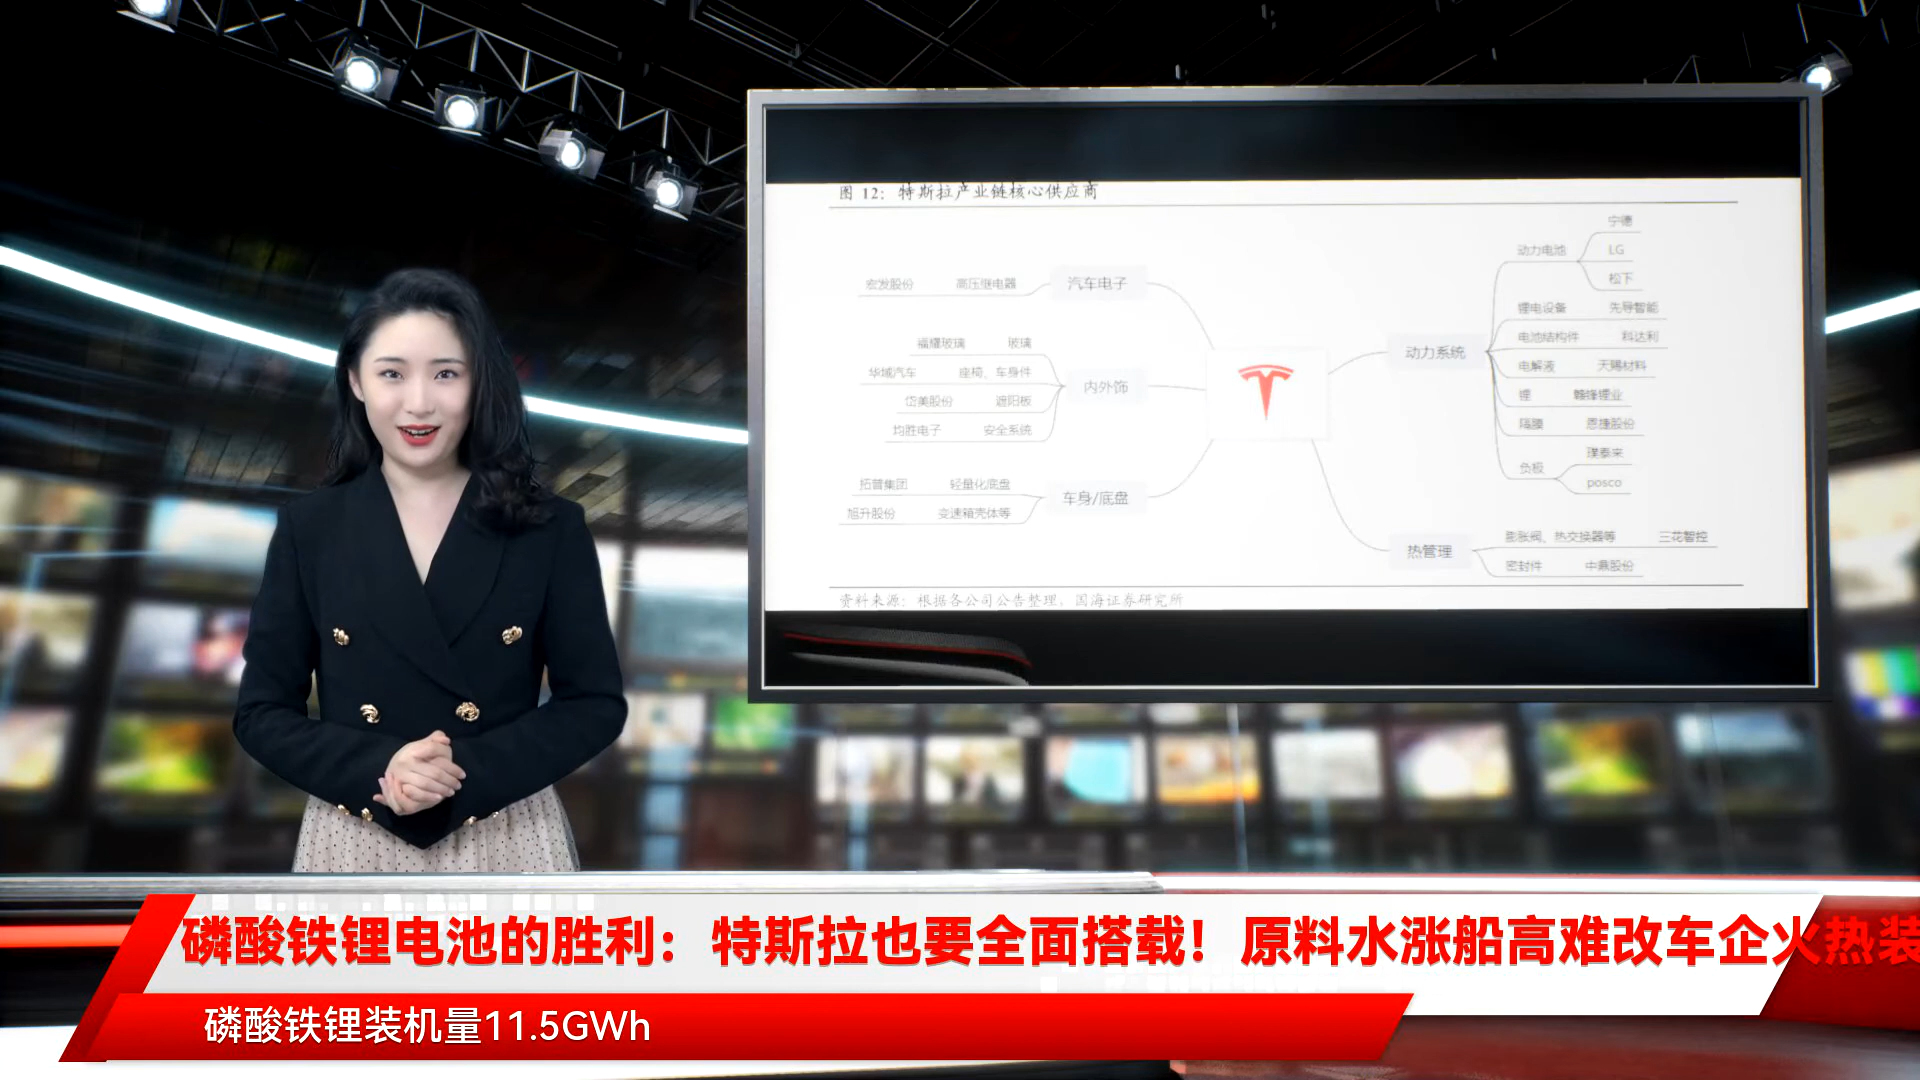 图 12：特斯拉产业链核心供应商
宏发股份 高压继电器 汽车电子
福耀玻璃 玻璃
华域汽车 座椅、车身件
岱美股份 遮阳板
均胜电子 安全系统
内外饰
拓普集团 轻量化底盘
旭升股份 变速箱壳体等
车身/底盘
动力系统
动力电池
宁德
LG
松下
锂电设备 先导智能
电池结构件 科达利
电解液 天赐材料
锂 赣锋锂业
隔膜 恩捷股份
负极
璞泰来
posco
热管理
膨胀阀、热交换器等 三花智控
密封件 中鼎股份
资料来源：根据各公司公告整理，国海证券研究所
磷酸铁锂电池的胜利：特斯拉也要全面搭载！原料水涨船高难改车企火热装
磷酸铁锂装机量11.5GWh